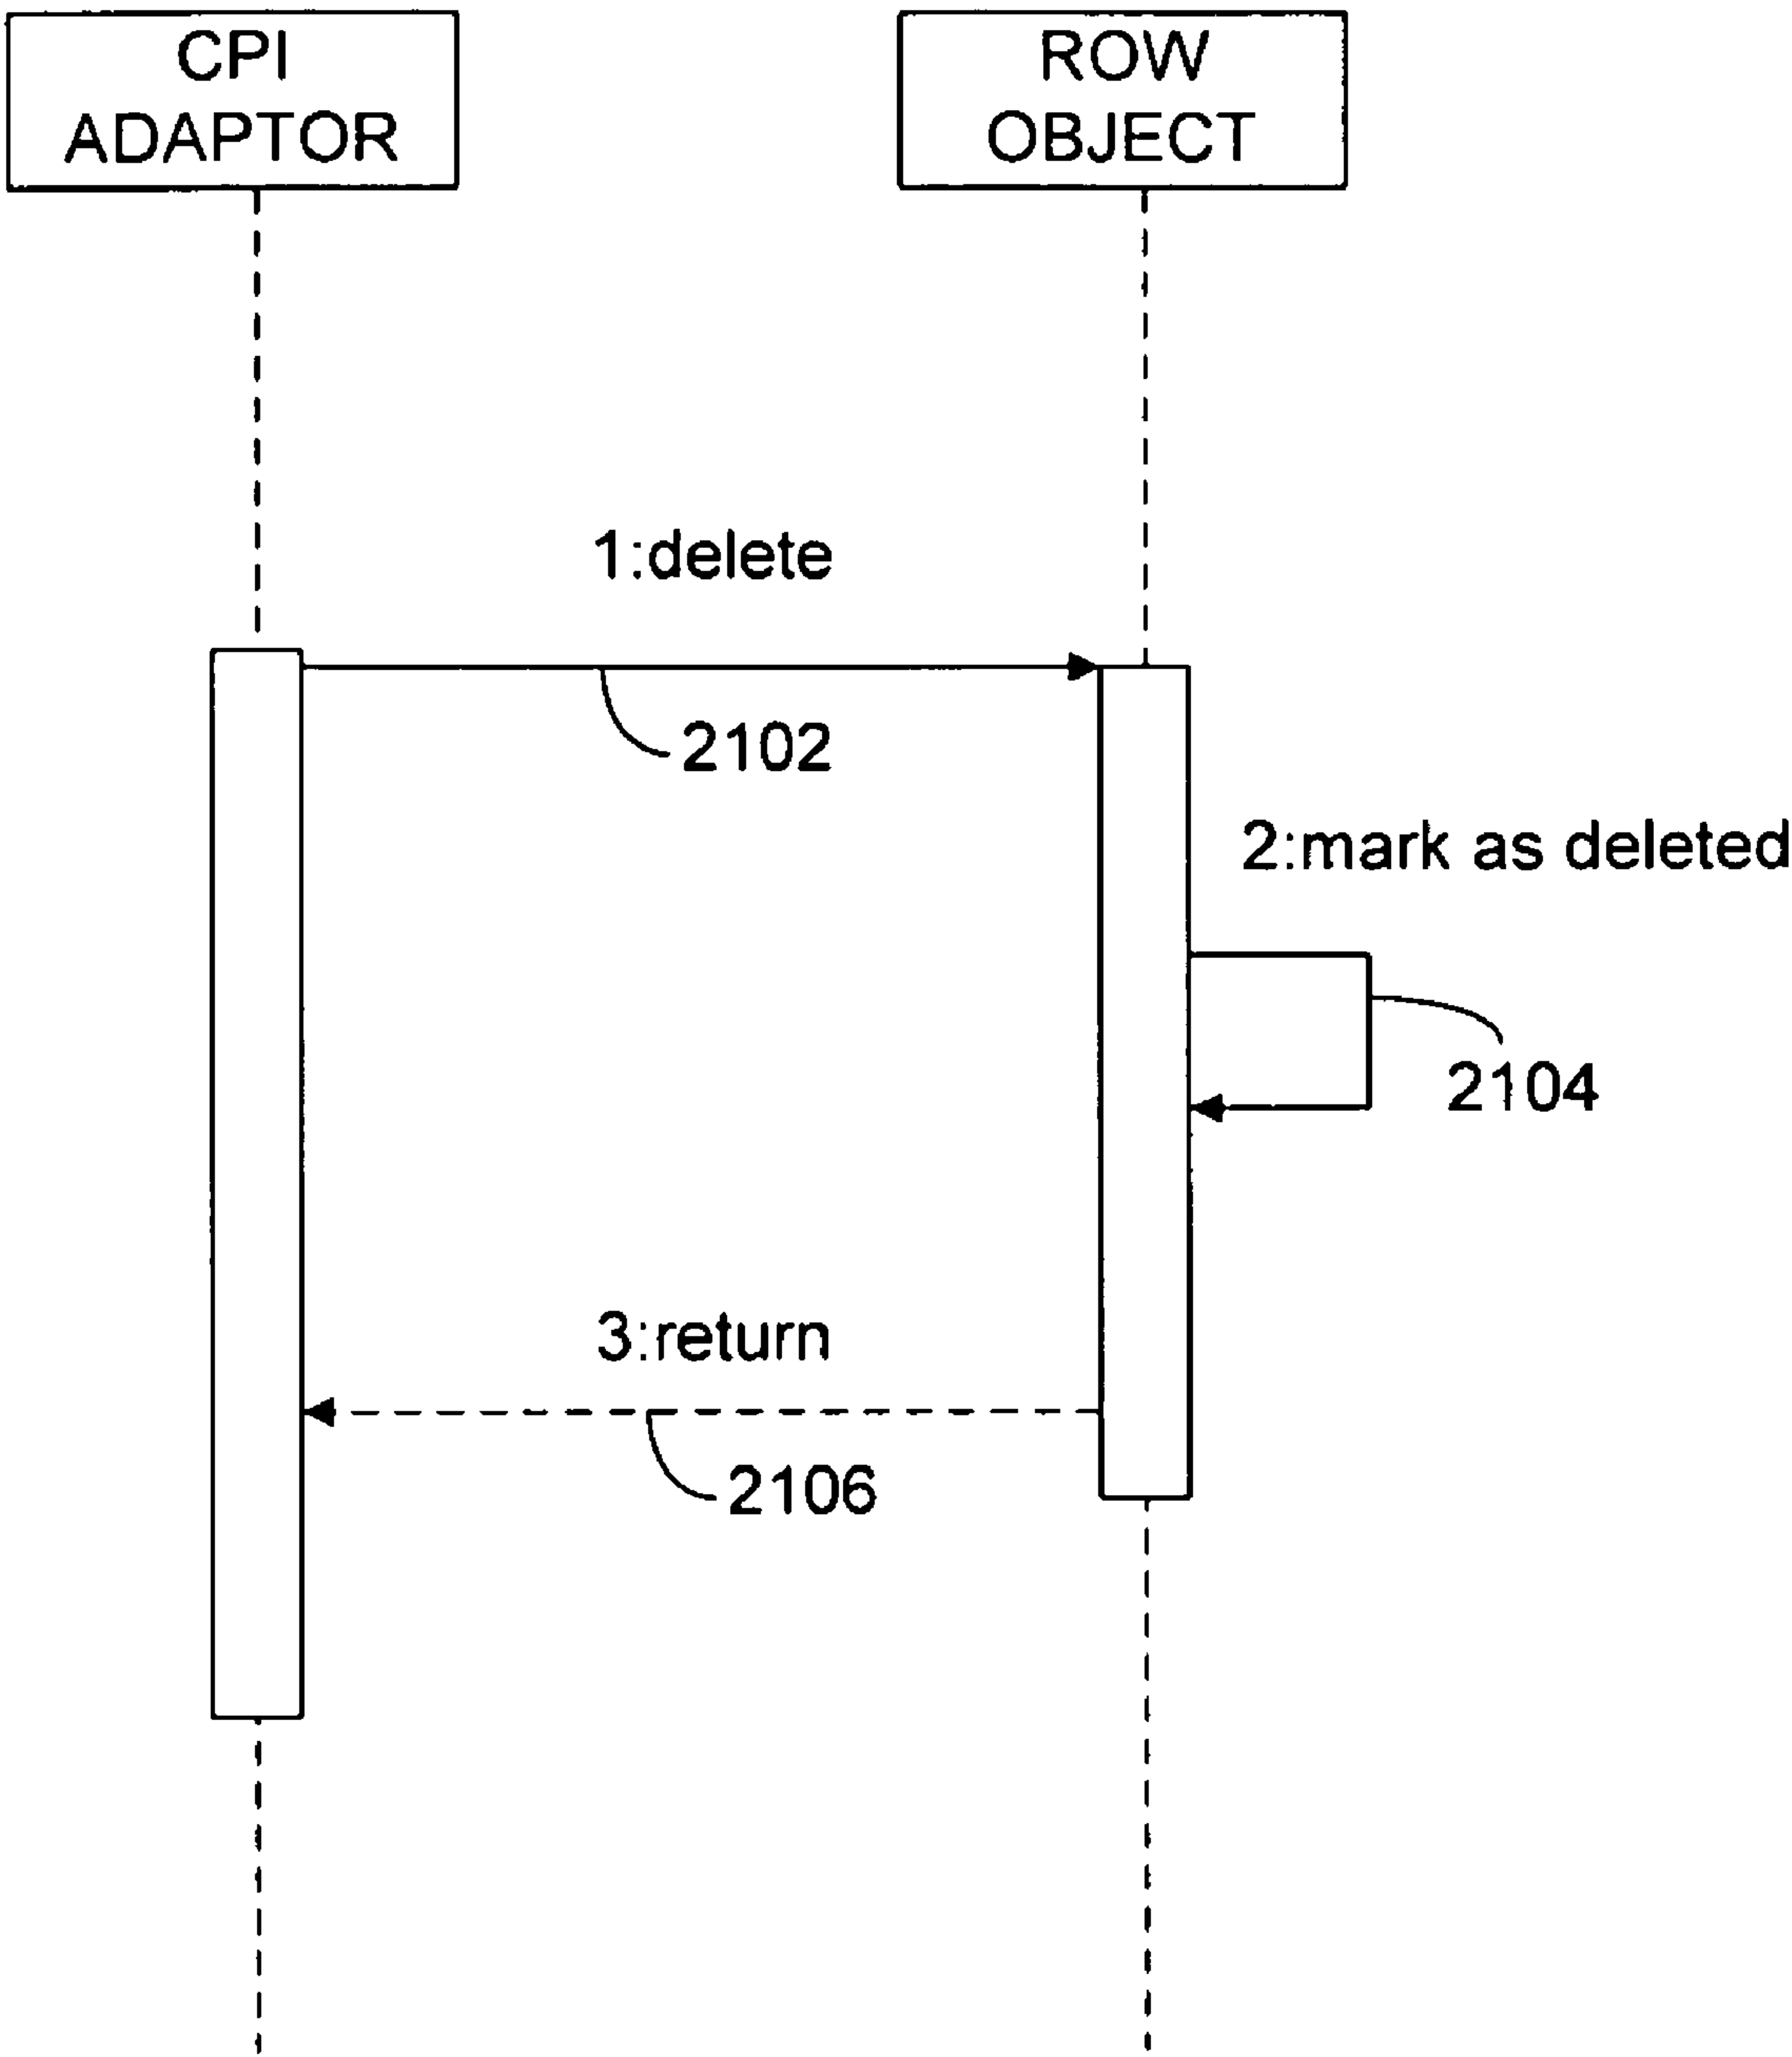 CPI
ADAPTOR
ROW
OBJECT
1:delete
2102
2:mark as deleted
2104
3:return
2106